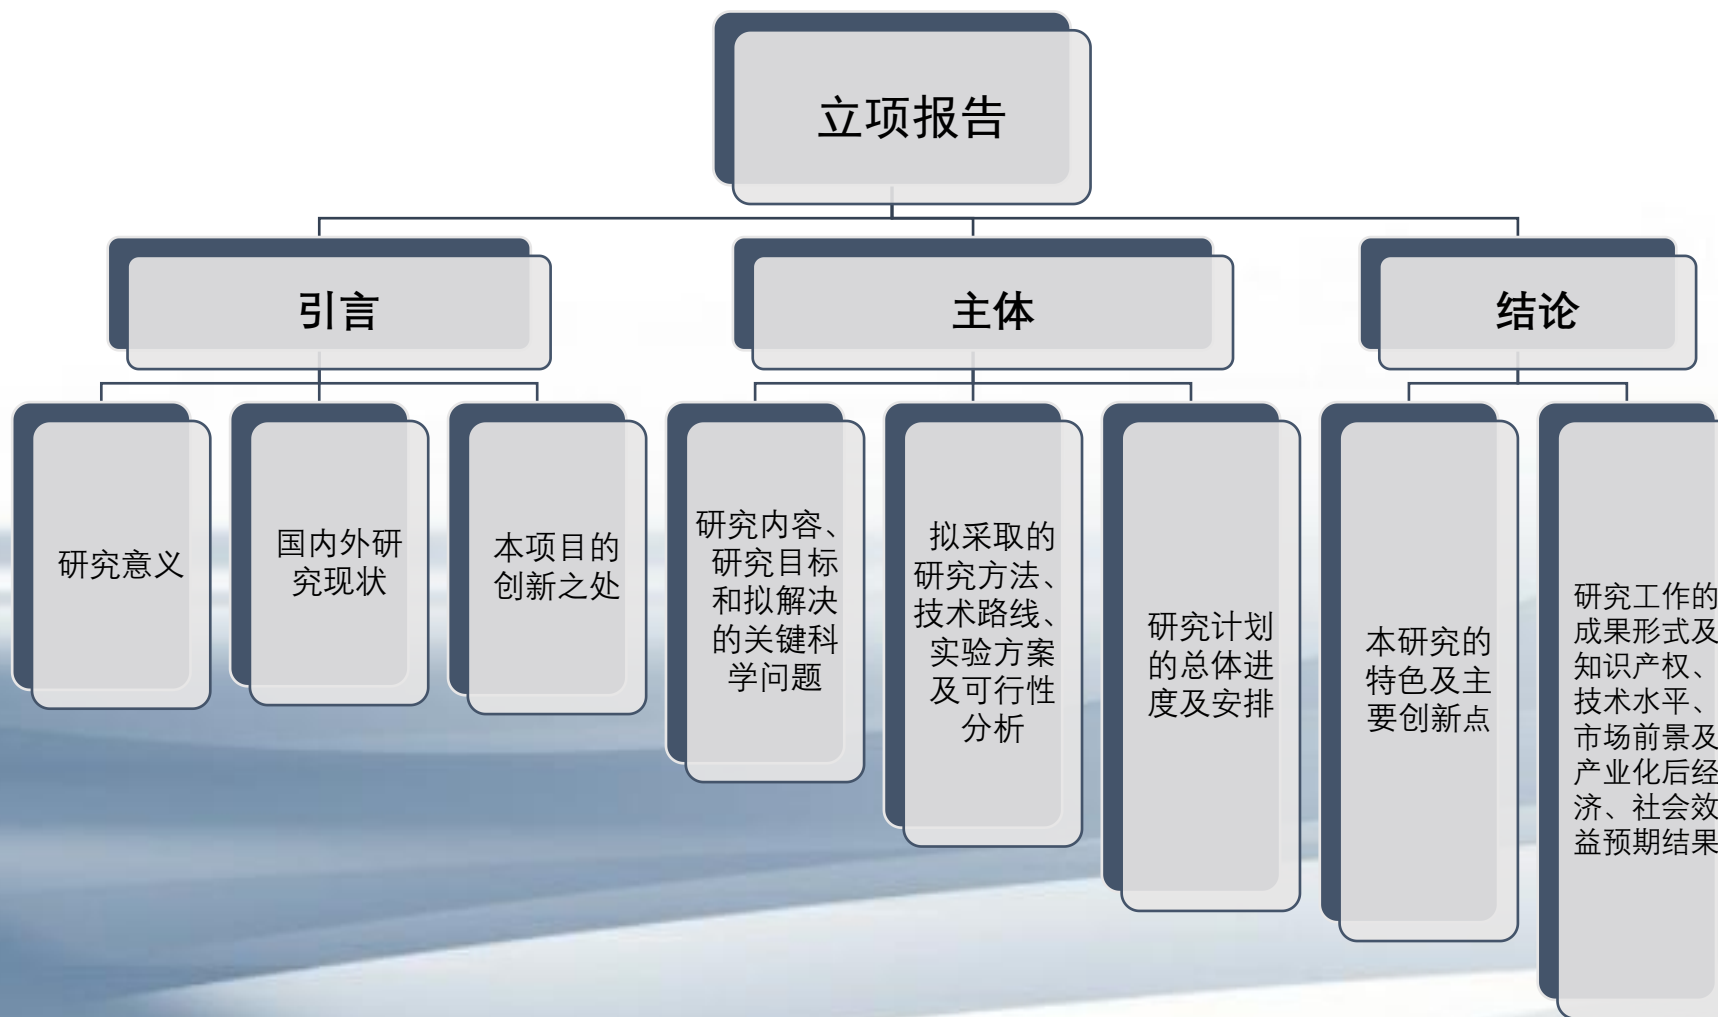 立项报告
引言
主体
结论
研究意义
国内外研
究现状
本项目的
创新之处
研究内容、
研究目标
和拟解决
的关键科
学问题
拟采取的
研究方法、
技术路线、
实验方案
及可行性
分析
研究计划
的总体进
度及安排
本研究的
特色及主
要创新点
研究工作的
成果形式及
知识产权、
技术水平、
市场前景及
产业化后经
济、社会效
益预期结果